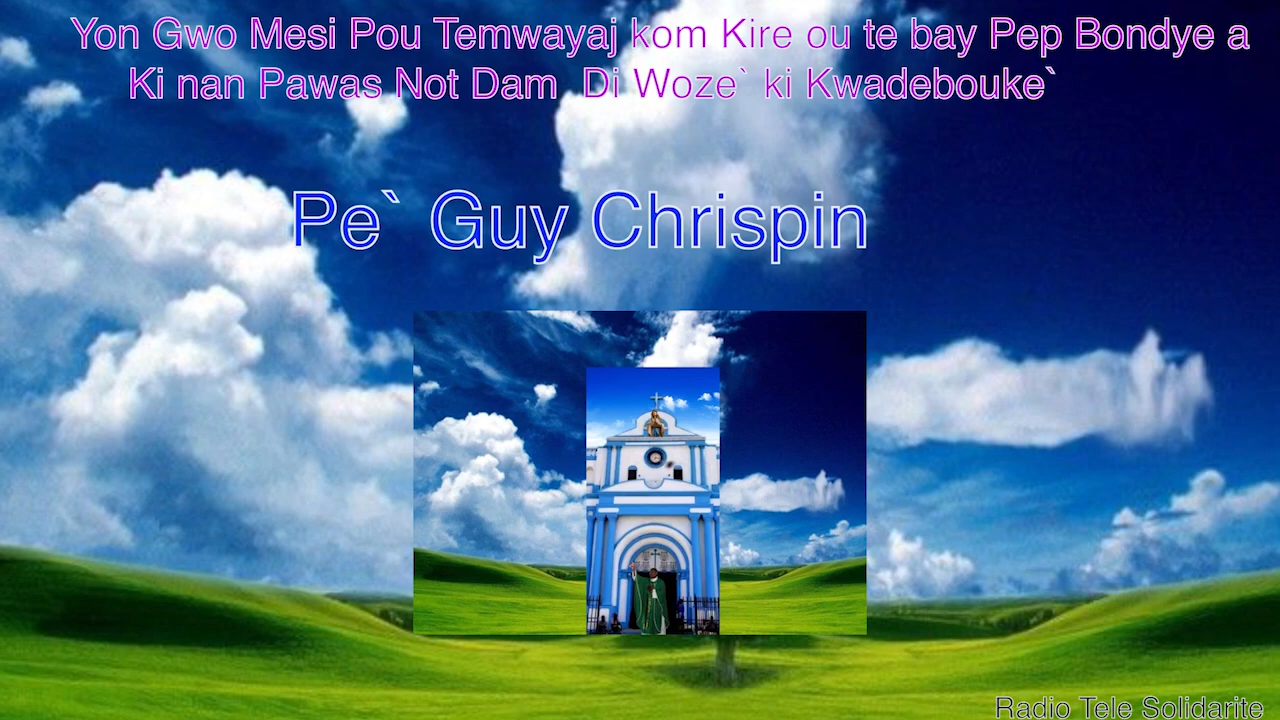 Yon Gwo Mesi Pou Temwayaj kom Kire ou te bay Pep Bondye a
Ki nan Pawas Not Dam Di Woze` ki Kwadebouke`
Pe` Guy Chrispin
Radio Tele Solidarite